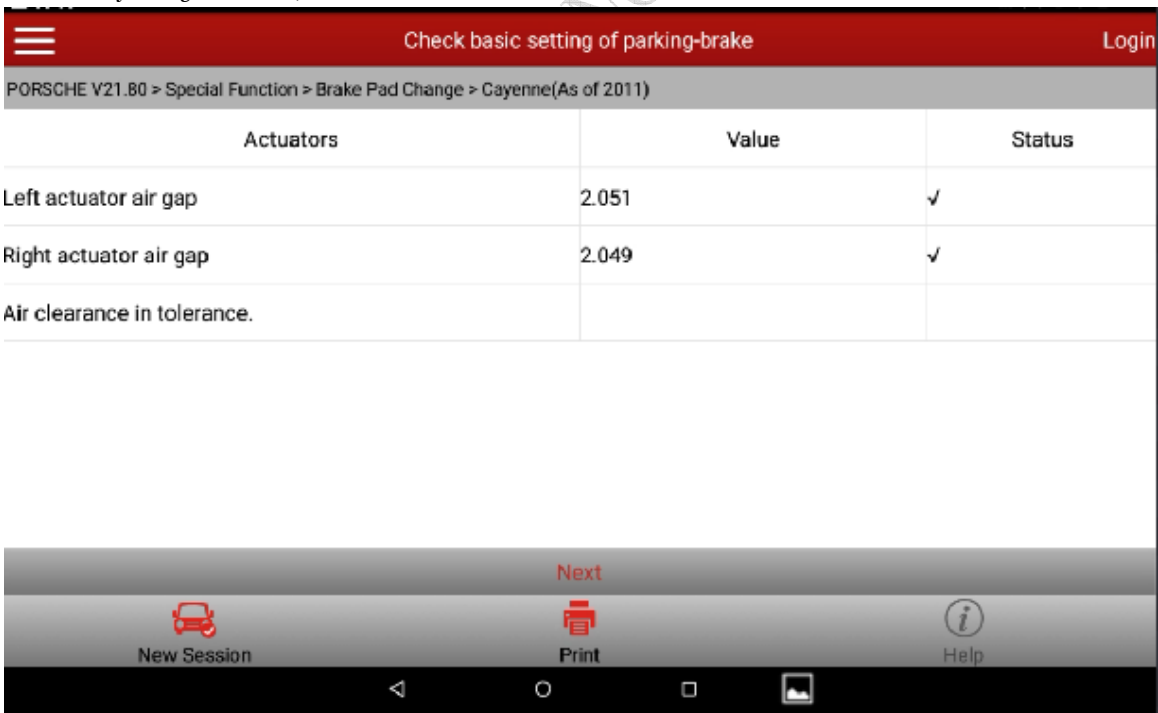 Check basic setting of parking-brake Login
PORSCHE V21.80 > Special Function > Brake Pad Change > Cayenne(As of 2011)
Actuators Value Status
Left actuator air gap 2.051 √
Right actuator air gap 2.049 √
Air clearance in tolerance.
Next
New Session Print Help